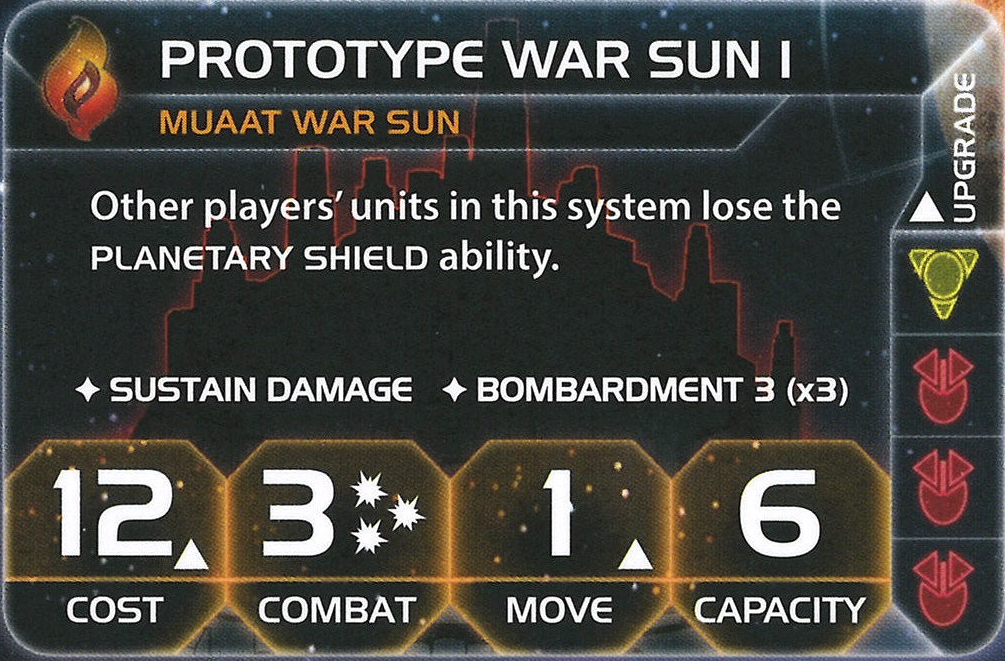 PROTOTYPE WAR SUN I
MUAAT WAR SUN
UPGRADE
Other players' units in this system lose the
PLANETARY SHIELD ability.
SUSTAIN DAMAGE BOMBARDMENT 3 (x3)
12 3 1 6
COST COMBAT MOVE CAPACITY